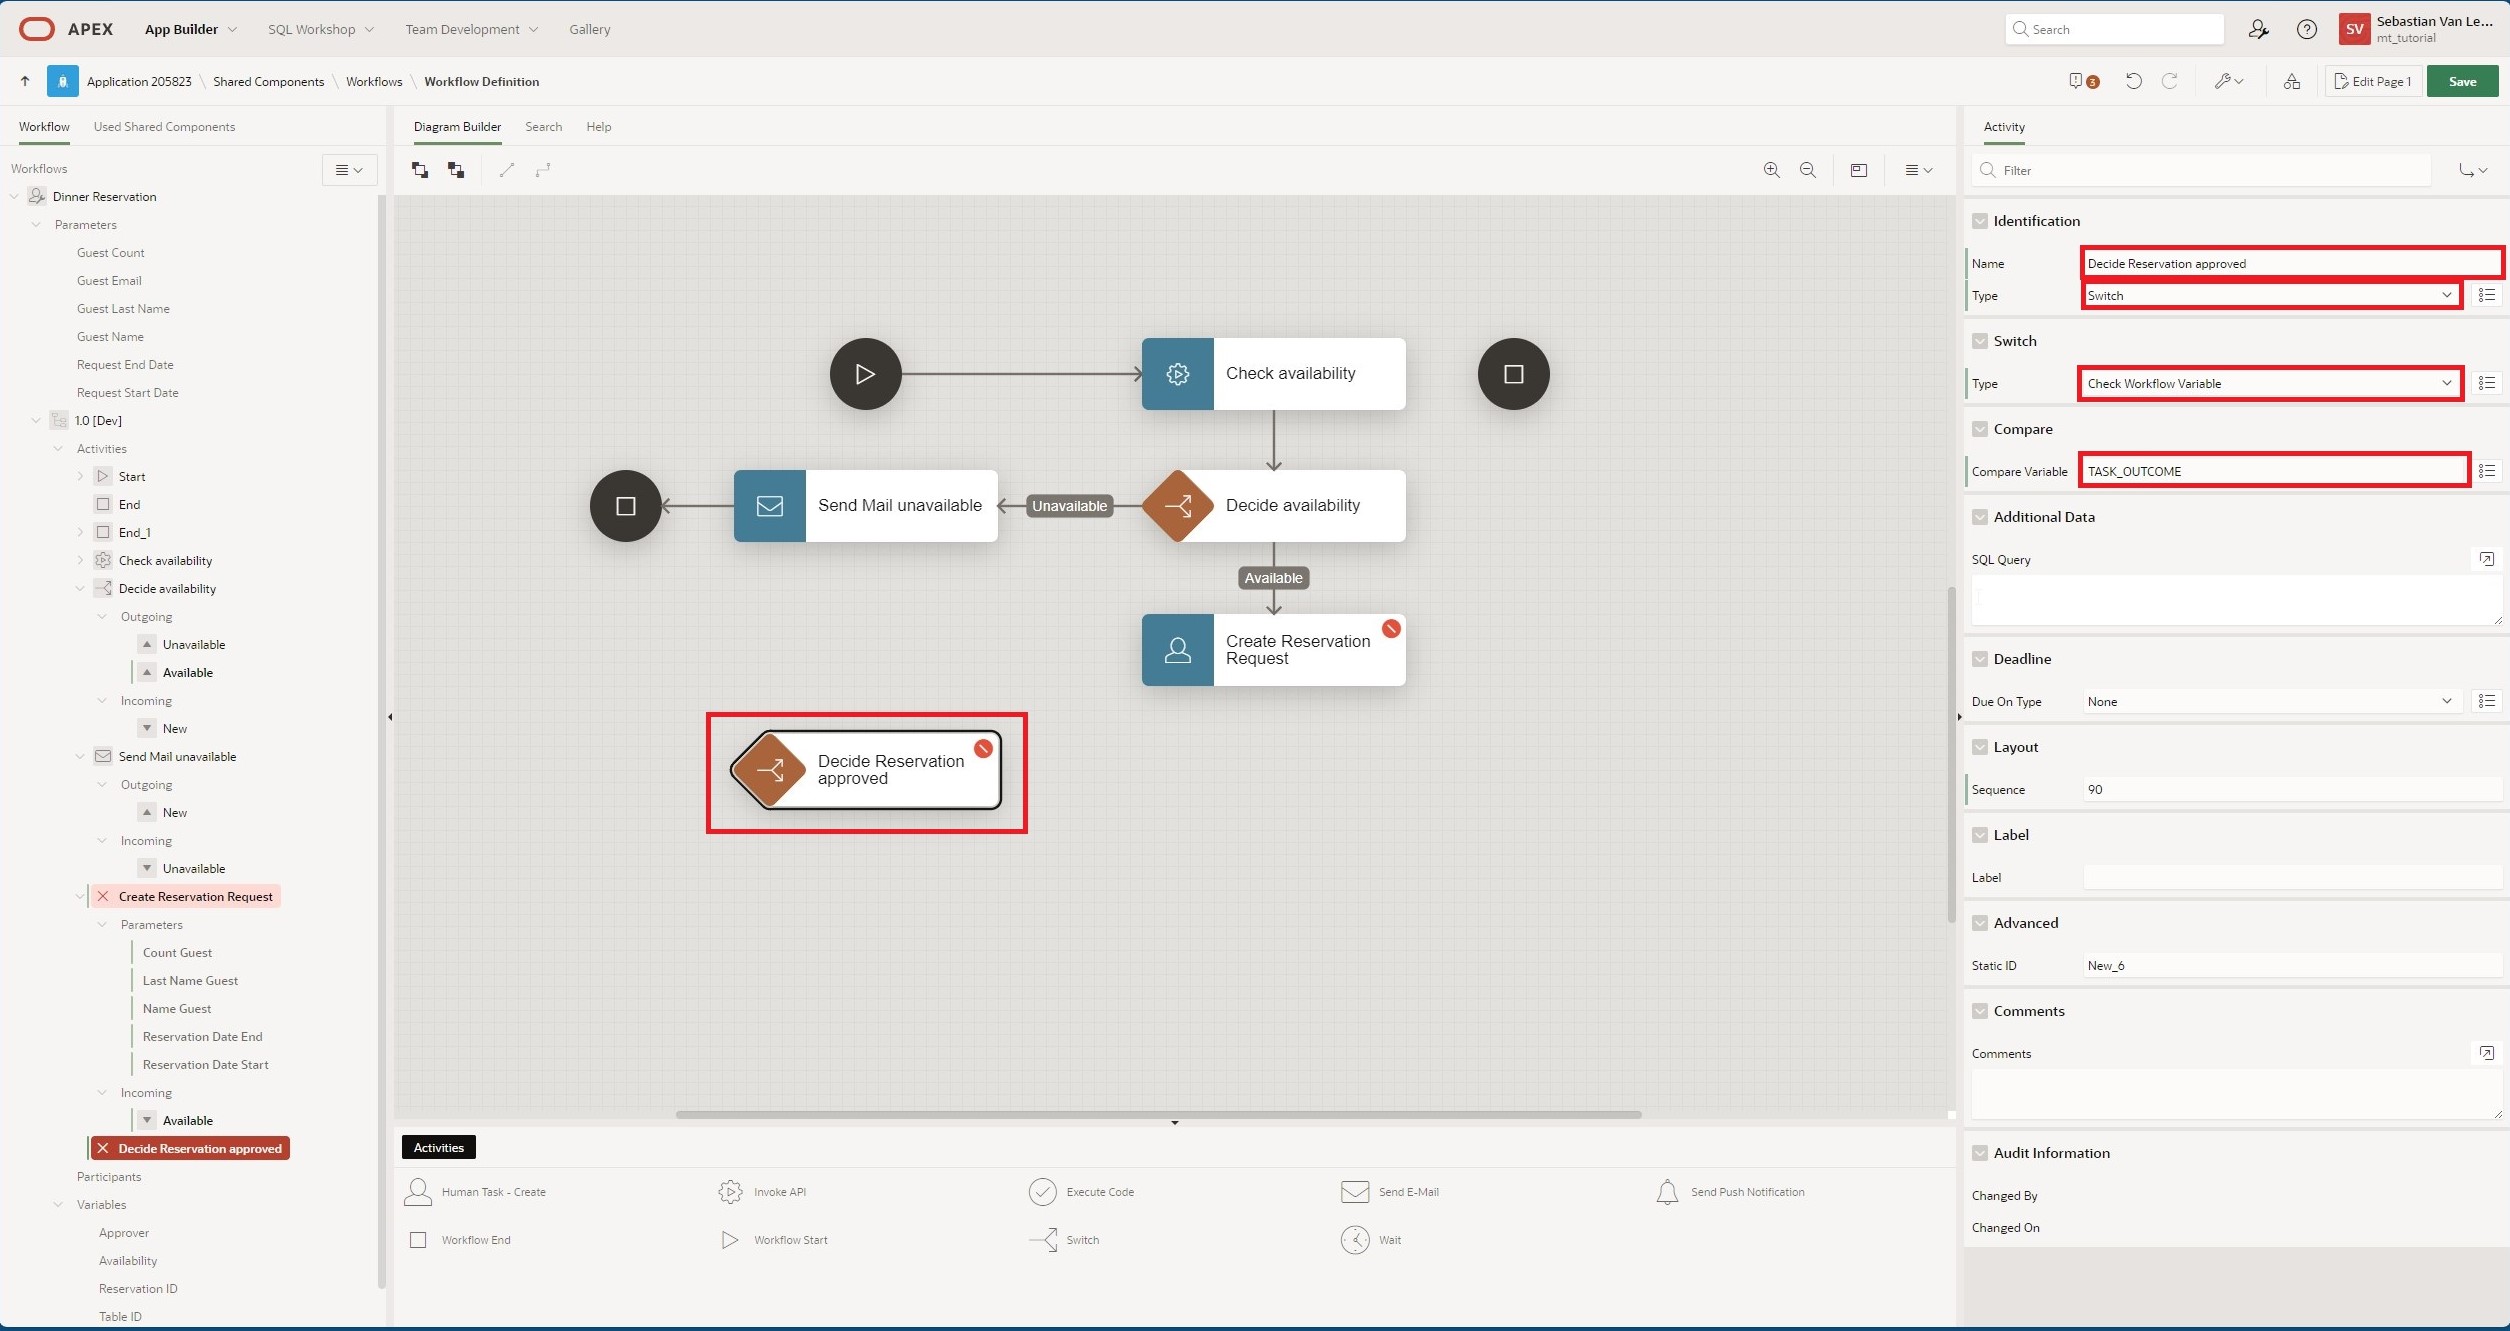 APEX App Builder SQL Workshop Team Development Gallery Search SV Sebastian Van Le...
mt_tutorial
Application 205823 Shared Components Workflows Workflow Definition 3 Edit Page 1 Save
Workflow Used Shared Components
Workflows
Dinner Reservation
Parameters
Guest Count
Guest Email
Guest Last Name
Guest Name
Request End Date
Request Start Date
1.0 [Dev]
Activities
Start
End
End_1
Check availability
Decide availability
Outgoing
Unavailable
Available
Incoming
New
Send Mail unavailable
Outgoing
New
Incoming
Unavailable
Create Reservation Request
Parameters
Count Guest
Last Name Guest
Name Guest
Reservation Date End
Reservation Date Start
Incoming
Available
Decide Reservation approved
Participants
Variables
Approver
Availability
Reservation ID
Table ID
Diagram Builder Search Help
Check availability
Send Mail unavailable Unavailable Decide availability
Available
Create Reservation
Request
Decide Reservation
approved
Activities
Human Task - Create Invoke API Execute Code Send E-Mail Send Push Notification
Workflow End Workflow Start Switch Wait
Activity
Filter
Identification
Name Decide Reservation approved
Type Switch
Switch
Type Check Workflow Variable
Compare
Compare Variable TASK_OUTCOME
Additional Data
SQL Query
Deadline
Due On Type None
Layout
Sequence 90
Label
Label
Advanced
Static ID New_6
Comments
Comments
Audit Information
Changed By
Changed On